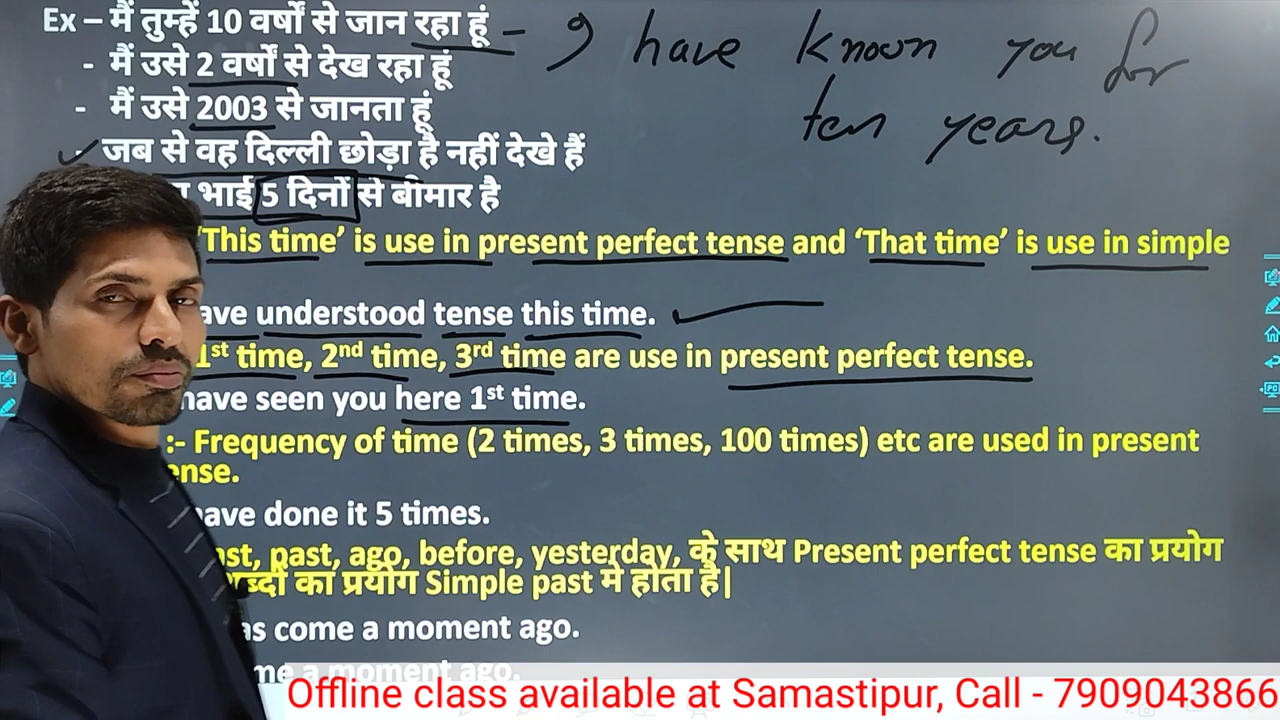 Ex – मैं तुम्हें 10 वर्षों से जान रहा हूं – I have known you for
ten years.
- मैं उसे 2 वर्षों से देख रहा हूं
- मैं उसे 2003 से जानता हूं
- जब से वह दिल्ली छोड़ा है नहीं देखे हैं
भाई 5 दिनों से बीमार है
‘This time’ is use in present perfect tense and ‘That time’ is use in simple
understood tense this time.
1st time, 2nd time, 3rd time are use in present perfect tense.
have seen you here 1st time.
:- Frequency of time (2 times, 3 times, 100 times) etc are used in present
have done it 5 times.
past, ago, before, yesterday, के साथ Present perfect tense का प्रयोग
का प्रयोग Simple past मे होता है|
come a moment ago.
a moment ago.
Offline class available at Samastipur, Call - 7909043866